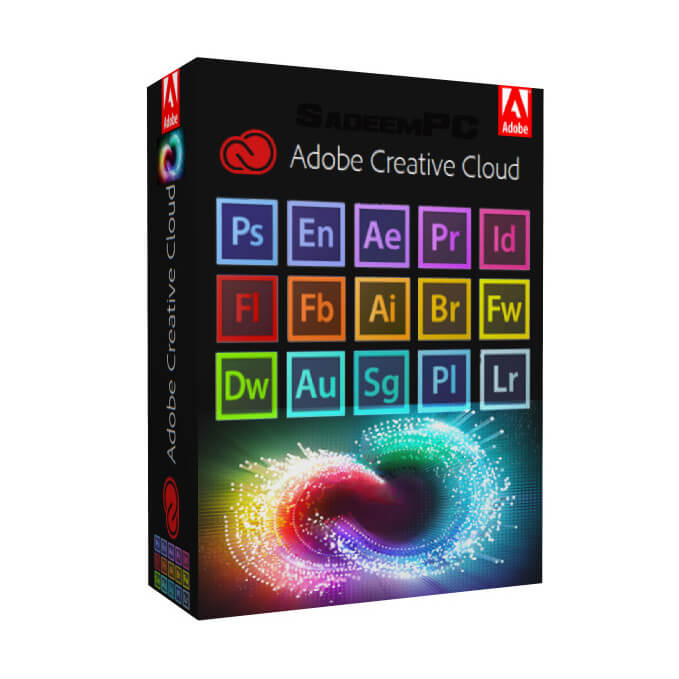 SadeemPC
Adobe
Adobe Creative Cloud
Ps En Ae Pr Id
Fl Fb Ai Br Fw
Dw Au Sg Pl Lr
Adobe Creative Cloud